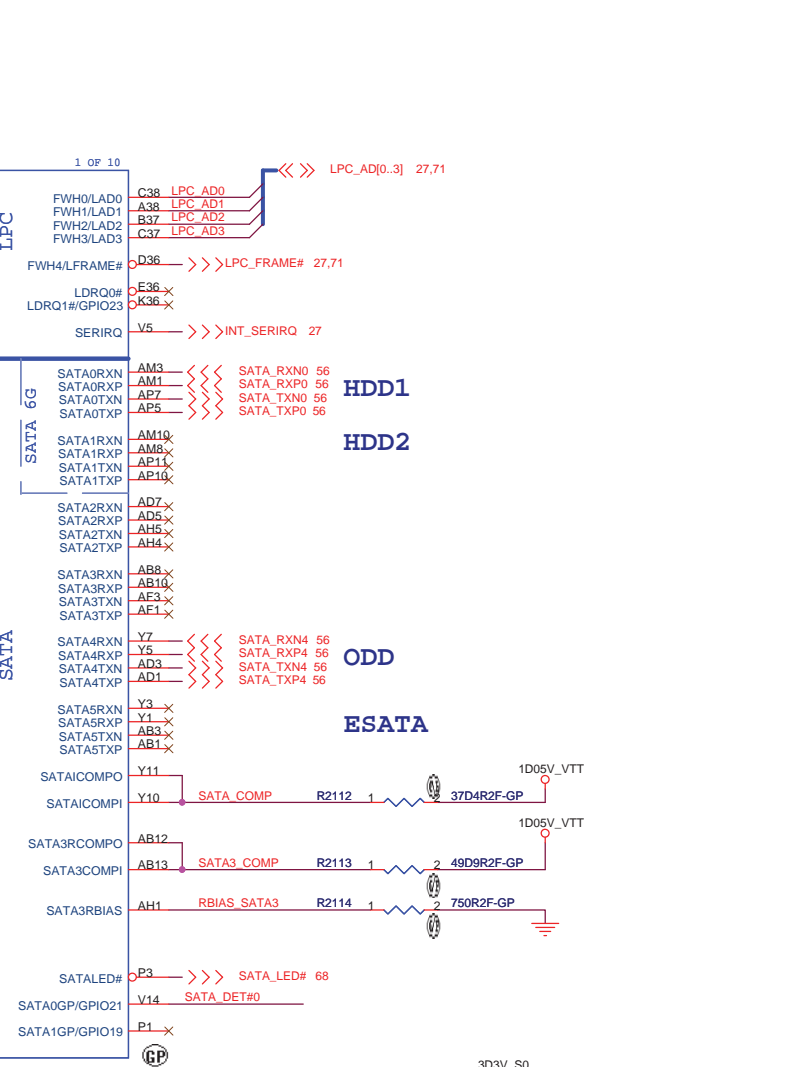 1 OF 10
LPC_AD[0..3] 27,71
LPC
FWH0/LAD0 C38 LPC_AD0
FWH1/LAD1 A38 LPC_AD1
FWH2/LAD2 B37 LPC_AD2
FWH3/LAD3 C37 LPC_AD3
FWH4/LFRAME# D36 LPC_FRAME# 27,71
LDRQ0# E36
LDRQ1#/GPIO23 K36
SERIRQ V5 INT_SERIRQ 27
SATA 6G
SATA0RXN AM3 SATA_RXN0 56
SATA0RXP AM1 SATA_RXP0 56
HDD1
SATA0TXN AP7 SATA_TXN0 56
SATA0TXP AP5 SATA_TXP0 56
SATA1RXN AM10
HDD2
SATA1RXP AM8
SATA1TXN AP11
SATA1TXP AP10
SATA2RXN AD7
SATA2RXP AD5
SATA2TXN AH5
SATA2TXP AH4
SATA3RXN AB8
SATA3RXP AB10
SATA3TXN AF3
SATA3TXP AF1
SATA
SATA4RXN Y7 SATA_RXN4 56
SATA4RXP Y5 SATA_RXP4 56
ODD
SATA4TXN AD3 SATA_TXN4 56
SATA4TXP AD1 SATA_TXP4 56
SATA5RXN Y3
SATA5RXP Y1
ESATA
SATA5TXN AB3
SATA5TXP AB1
1D05V_VTT
SATAICOMPO Y11
SATAICOMPI Y10 SATA_COMP R2112 1 2 37D4R2F-GP
1D05V_VTT
SATA3RCOMPO AB12
SATA3COMPI AB13 SATA3_COMP R2113 1 2 49D9R2F-GP
SATA3RBIAS AH1 RBIAS_SATA3 R2114 1 2 750R2F-GP
SATALED# P3 SATA_LED# 68
SATA0GP/GPIO21 V14 SATA_DET#0
SATA1GP/GPIO19 P1
GP
3D3V_S0